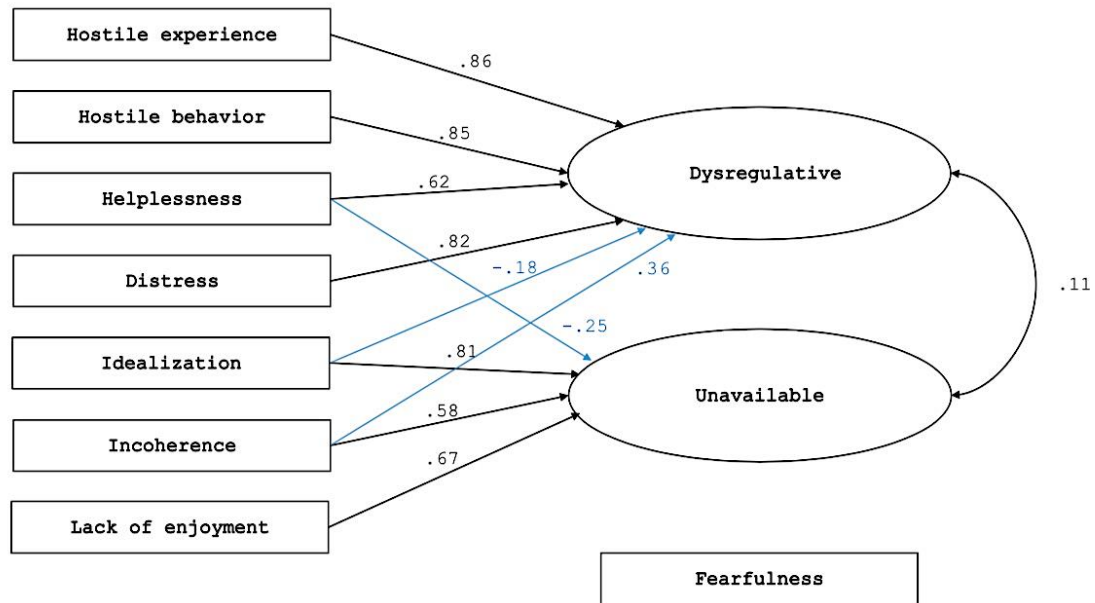 Hostile experience
.86
Hostile behavior
.85
Dysregulative
.62
Helplessness
.82
-.18
.36
Distress
.11
-.25
.81
Idealization
Unavailable
.58
Incoherence
.67
Lack of enjoyment
Fearfulness